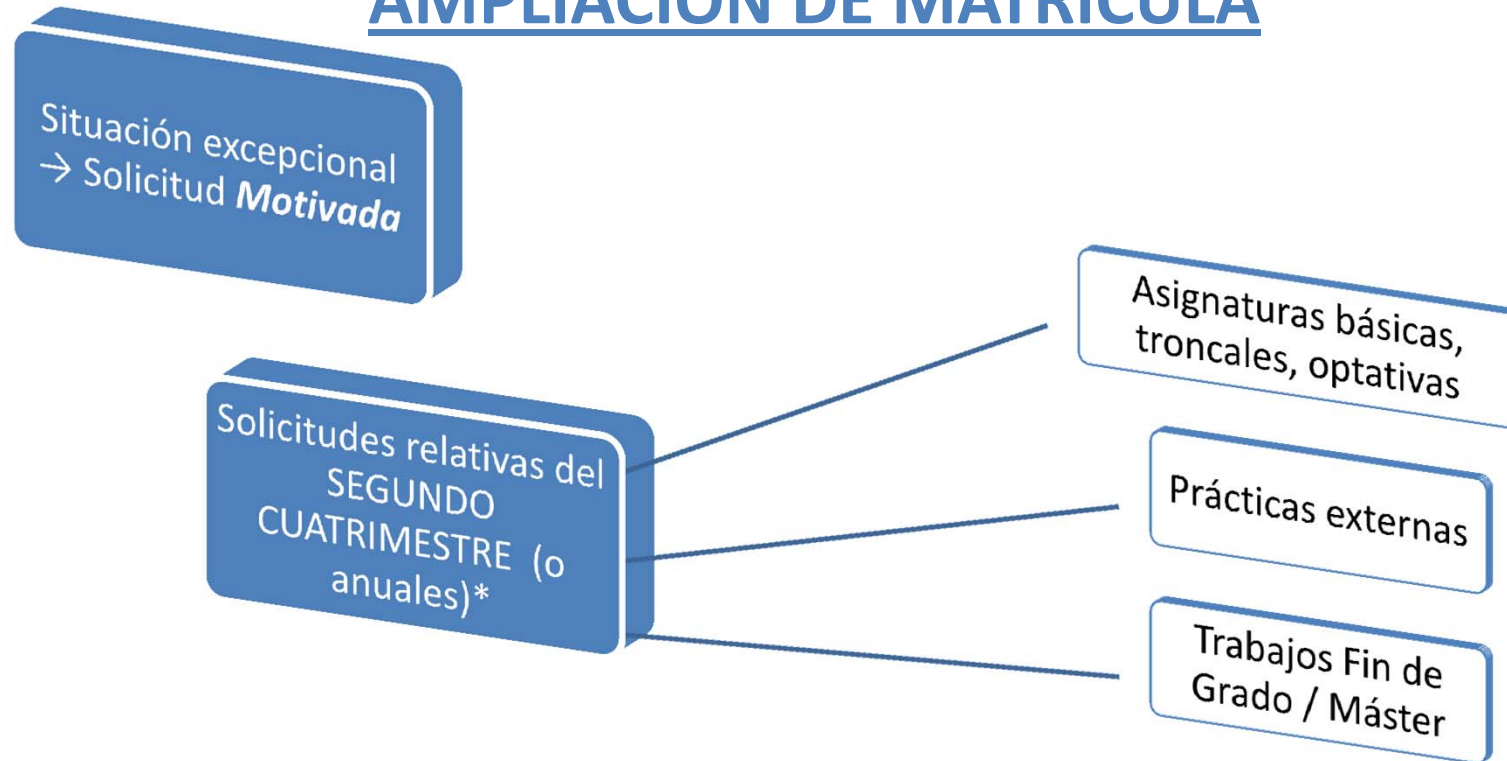 AMPLIACIÓN DE MATRÍCULA
Situación excepcional
→ Solicitud Motivada
Solicitudes relativas del
SEGUNDO
CUATRIMESTRE (o
anuales)*
Asignaturas básicas,
troncales, optativas
Prácticas externas
Trabajos Fin de
Grado / Máster